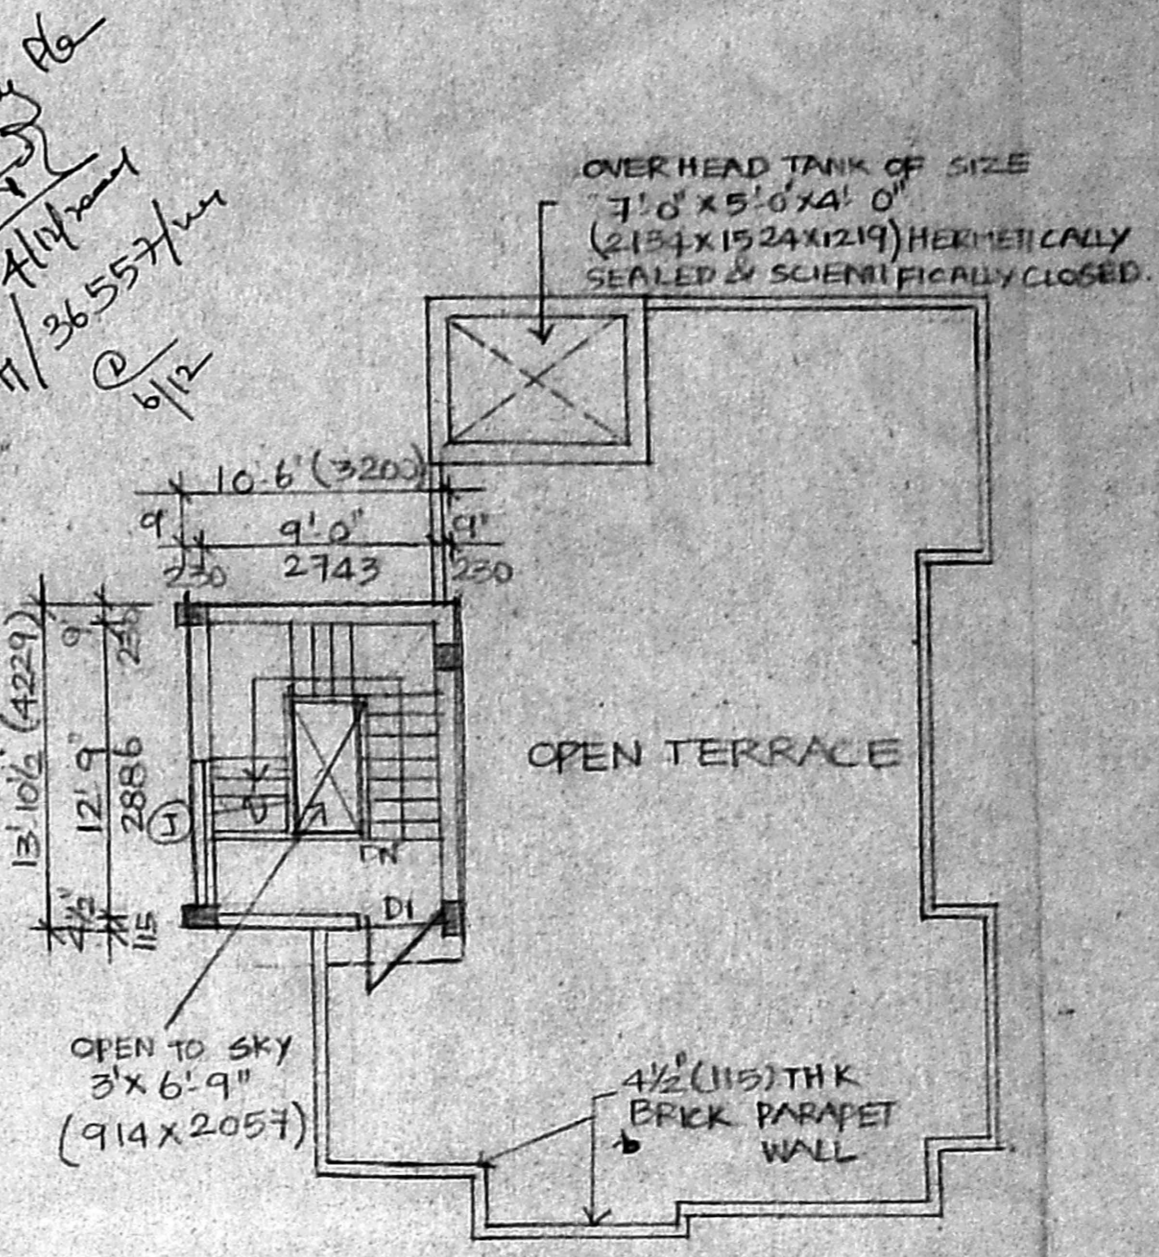 4/12/
/36557/
6/12
OVER HEAD TANK OF SIZE
7'-0" X 5'-0" X 4'-0"
(2134X1524X1219) HERMETICALLY
SEALED & SCIENTIFICALLY CLOSED.
10'-6" (3200)
9" 9'-0" 9"
230 2743 230
13'-10½" (4229)
9" 12'-9" 4½"
230 2886 115
J
OPEN TERRACE
DN
D1
OPEN TO SKY
3' X 6'-9"
(914 X 2057)
4½" (115) THK
BRICK PARAPET
WALL